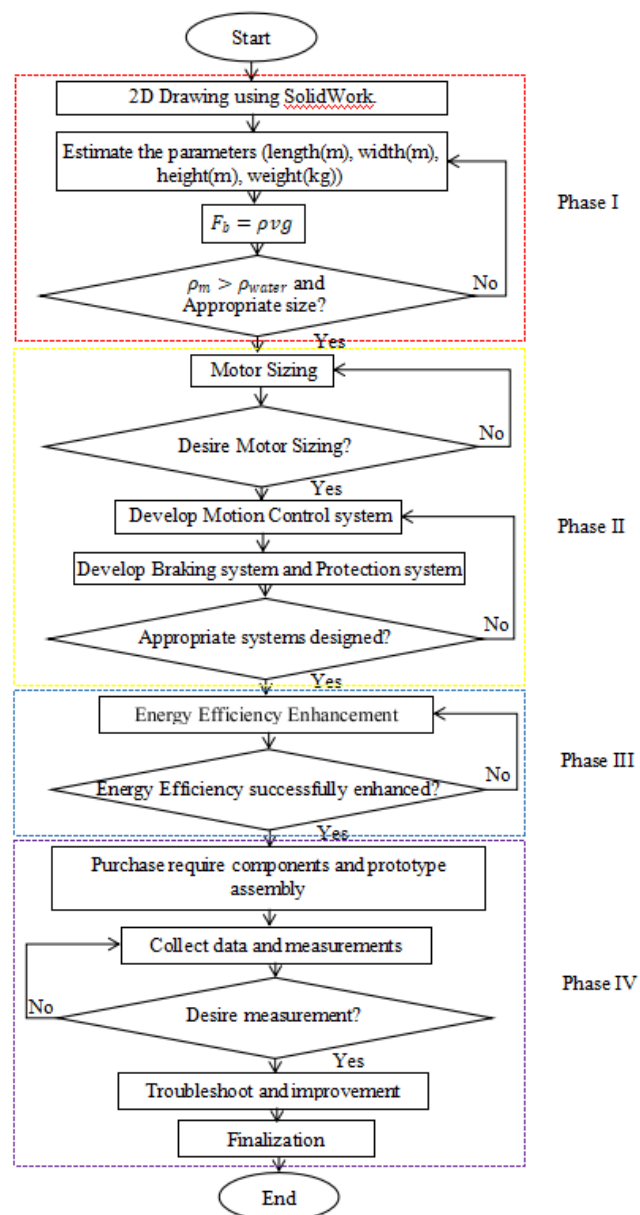 Start
2D Drawing using SolidWork.
Estimate the parameters (length(m), width(m),
height(m), weight(kg))
Phase I
F_b = ρvg
ρ_m > ρ_water and
Appropriate size?
No
Yes
Motor Sizing
Desire Motor Sizing?
No
Yes
Develop Motion Control system
Phase II
Develop Braking system and Protection system
Appropriate systems designed?
No
Yes
Energy Efficiency Enhancement
Phase III
Energy Efficiency successfully enhanced?
No
Yes
Purchase require components and prototype
assembly
Collect data and measurements
Phase IV
No
Desire measurement?
Yes
Troubleshoot and improvement
Finalization
End